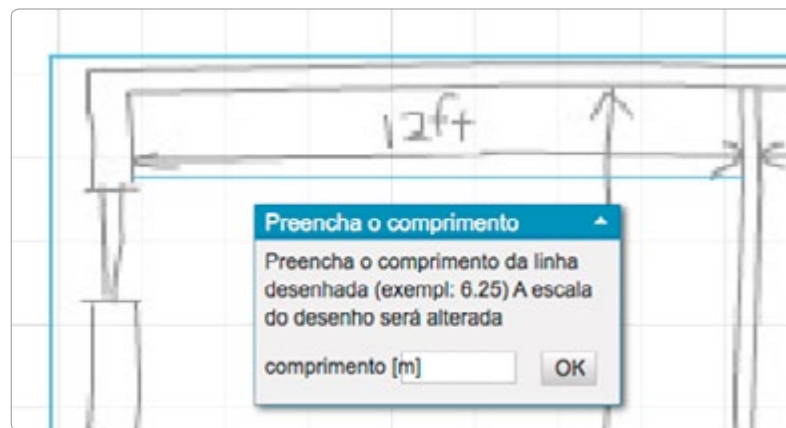 12ft
Preencha o comprimento
Preencha o comprimento da linha
desenhada (exempl: 6.25) A escala
do desenho será alterada
comprimento [m]
OK